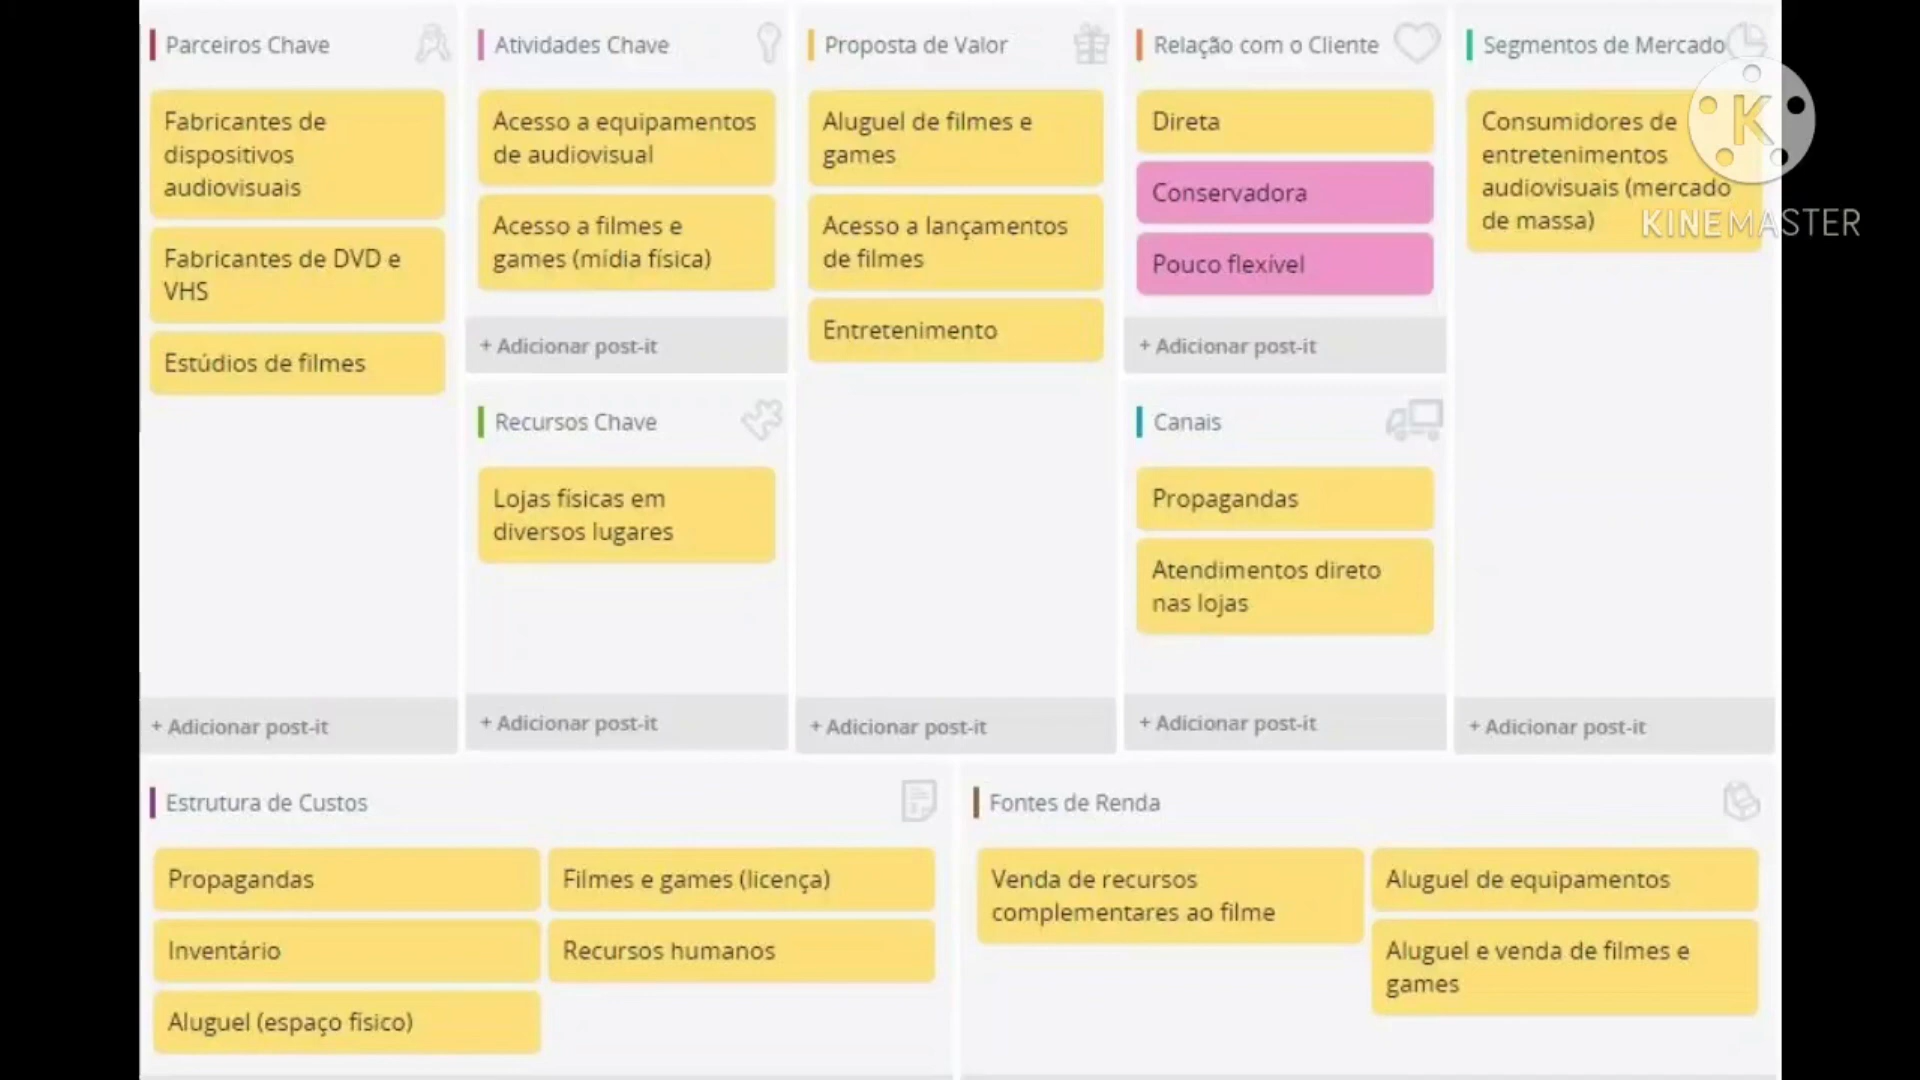 Parceiros Chave
Fabricantes de
dispositivos
audiovisuais
Fabricantes de DVD e
VHS
Estúdios de filmes
+ Adicionar post-it
Atividades Chave
Acesso a equipamentos
de audiovisual
Acesso a filmes e
games (mídia física)
+ Adicionar post-it
Recursos Chave
Lojas físicas em
diversos lugares
+ Adicionar post-it
Proposta de Valor
Aluguel de filmes e
games
Acesso a lançamentos
de filmes
Entretenimento
+ Adicionar post-it
Relação com o Cliente
Direta
Conservadora
Pouco flexível
+ Adicionar post-it
Canais
Propagandas
Atendimentos direto
nas lojas
+ Adicionar post-it
Segmentos de Mercado
Consumidores de
entretenimentos
audiovisuais (mercado
de massa)
+ Adicionar post-it
K
KINEMASTER
Estrutura de Custos
Propagandas
Inventário
Aluguel (espaço físico)
Filmes e games (licença)
Recursos humanos
Fontes de Renda
Venda de recursos
complementares ao filme
Aluguel de equipamentos
Aluguel e venda de filmes e
games